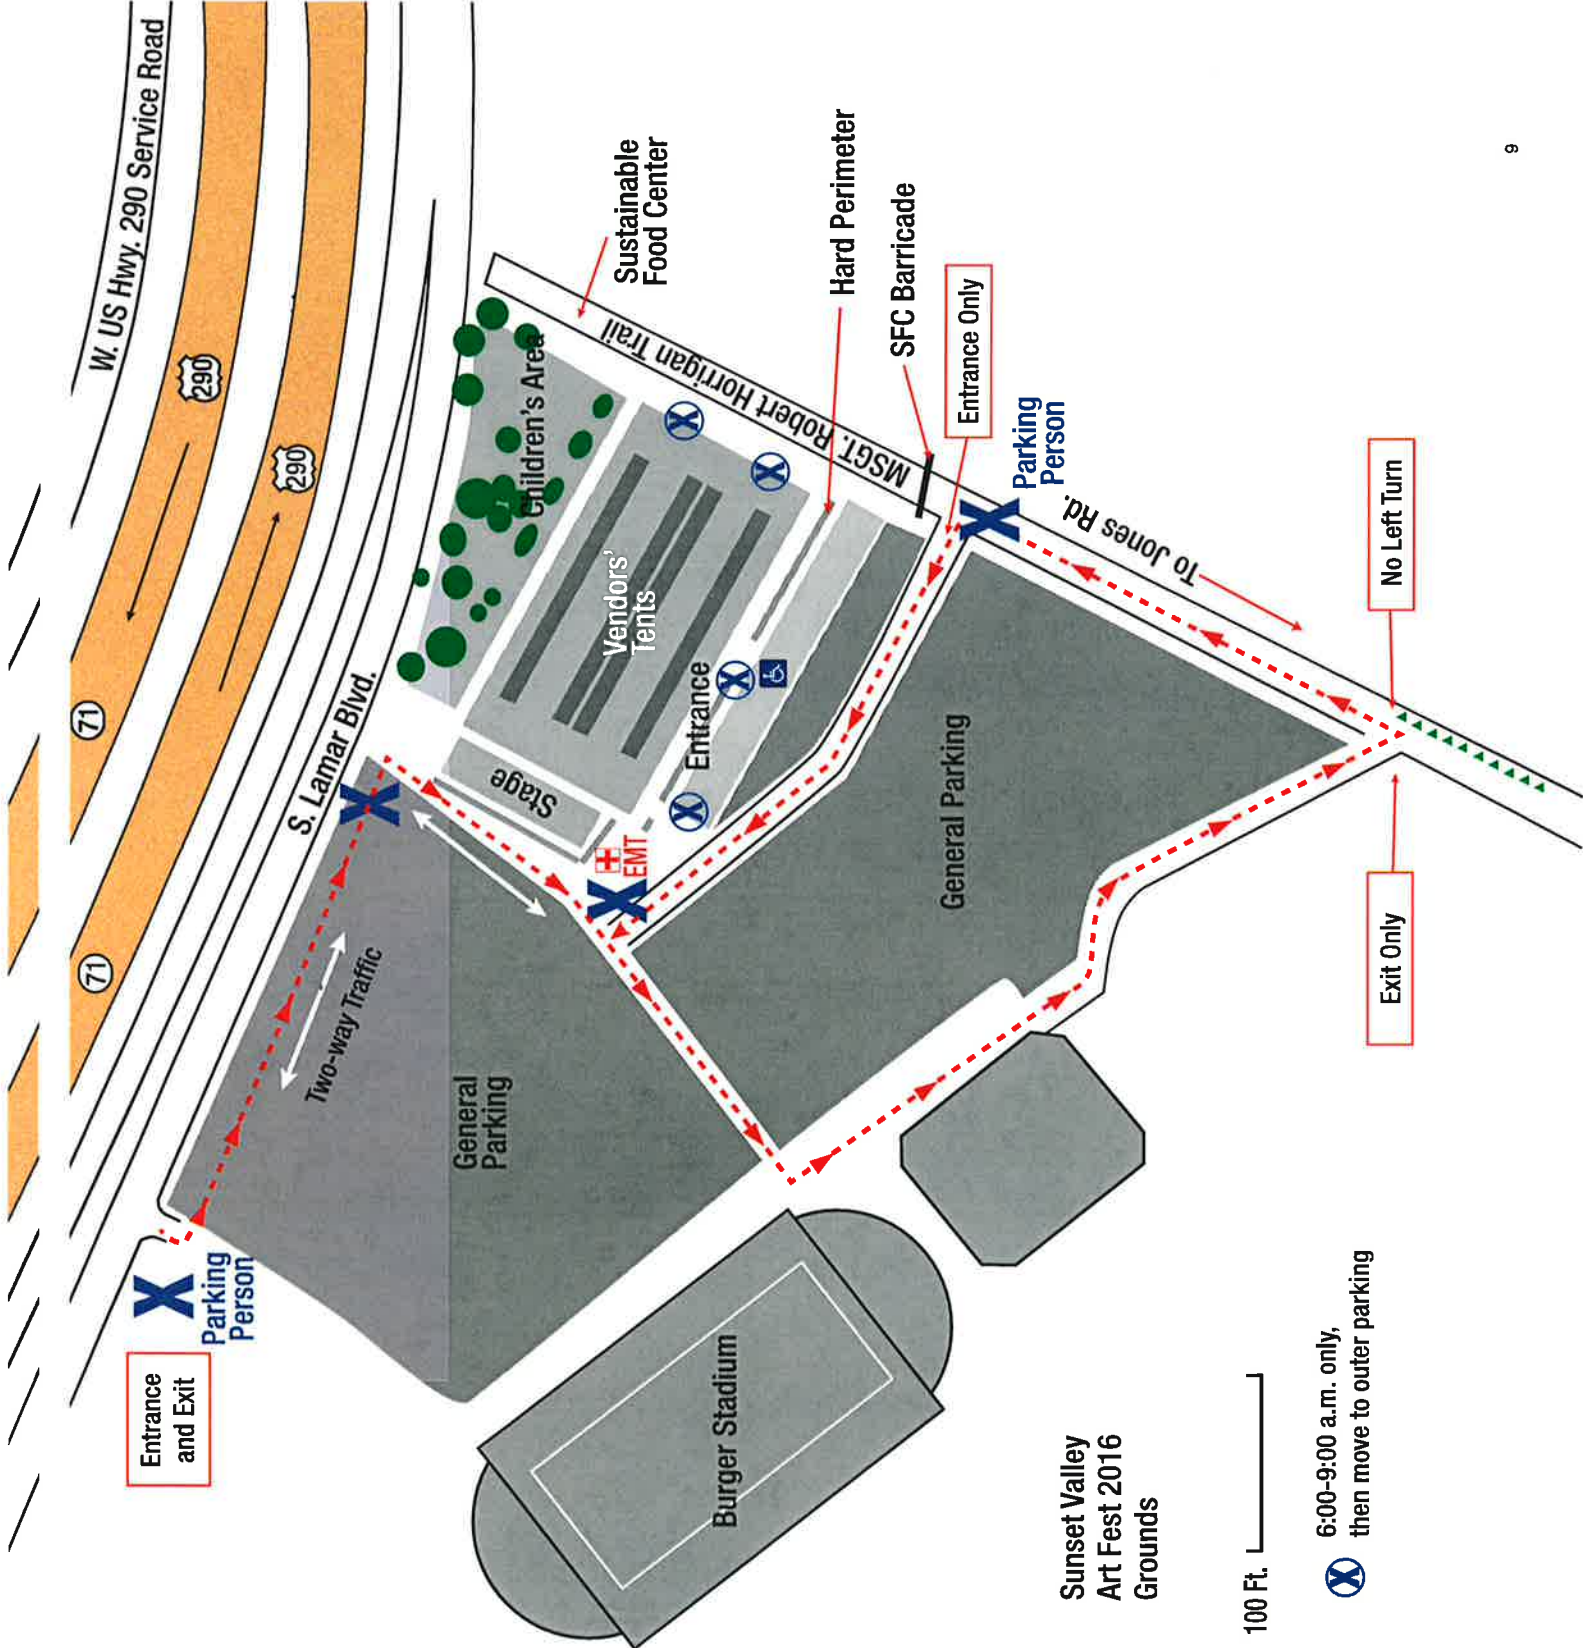 W. US Hwy. 290 Service Road
290
290
71
71
S. Lamar Blvd.
Entrance
and Exit
Parking
Person
Two-way Traffic
General
Parking
Children's Area
Sustainable
Food Center
MSGT. Robert Horrigan Trail
Vendors'
Tents
Stage
Entrance
EMT
Hard Perimeter
SFC Barricade
Entrance Only
Parking
Person
To Jones Rd.
General Parking
No Left Turn
Exit Only
Burger Stadium
Sunset Valley
Art Fest 2016
Grounds
100 Ft.
X 6:00-9:00 a.m. only,
then move to outer parking
9